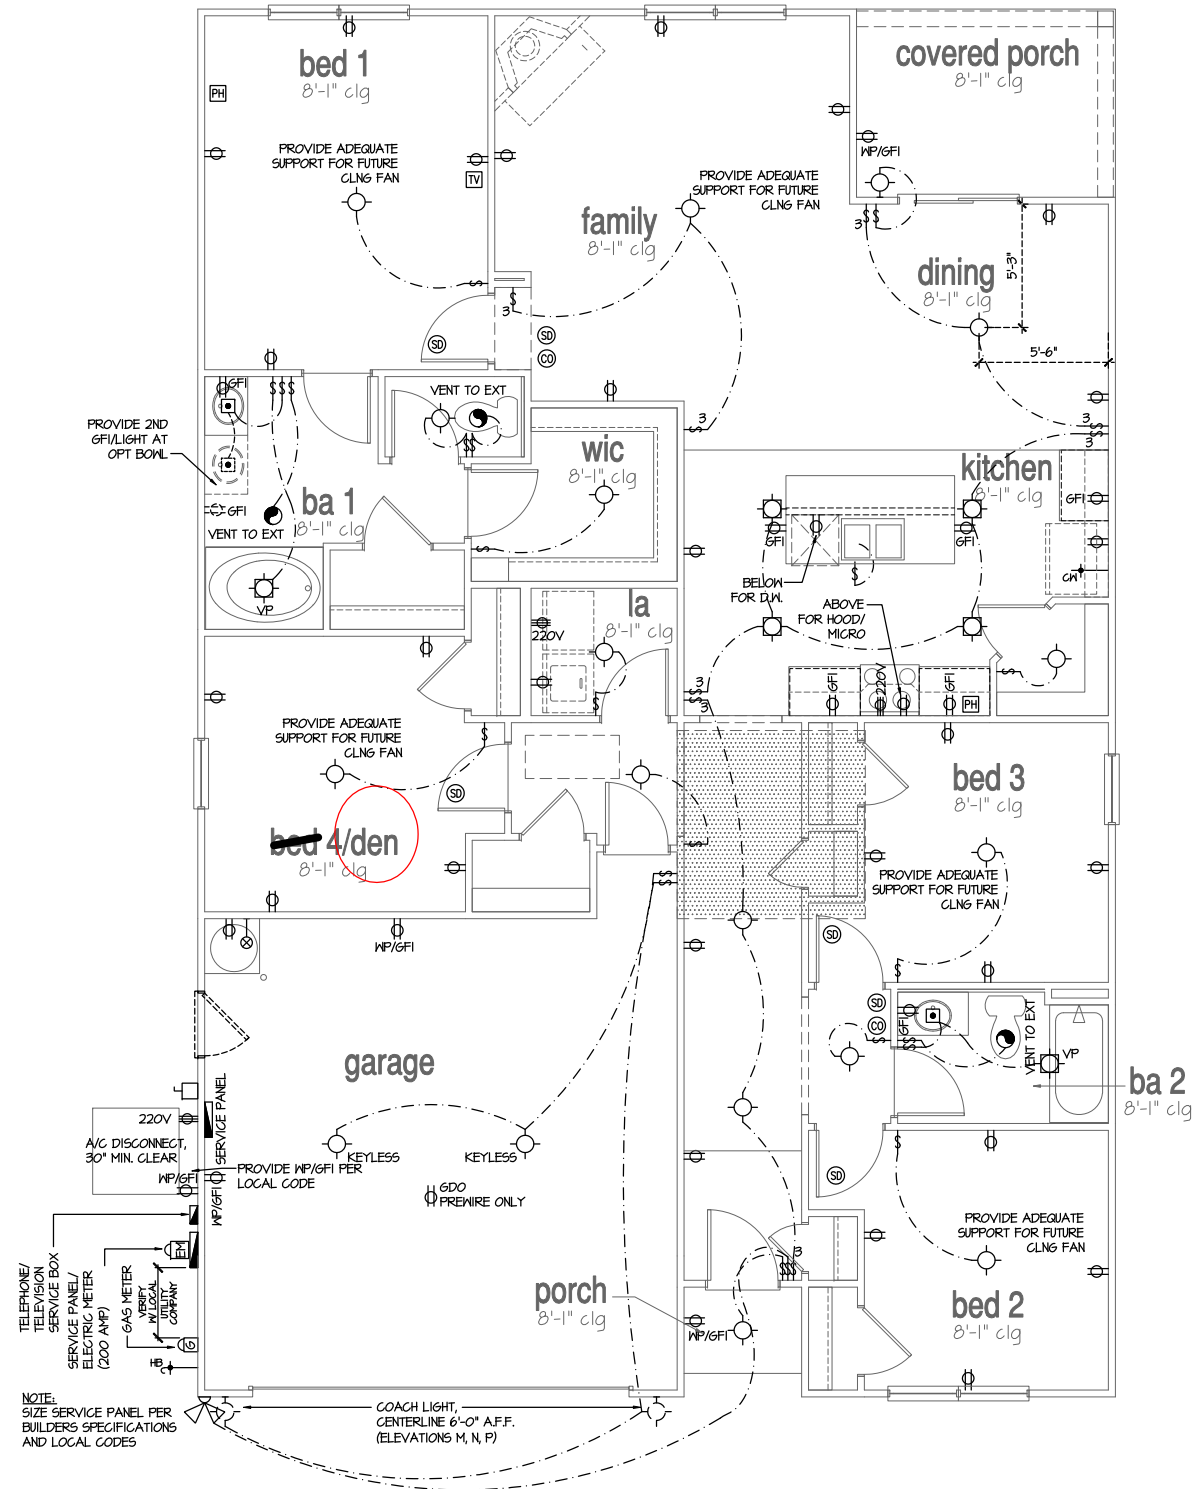 bed 1
8'-1" clg
PH
PROVIDE ADEQUATE
SUPPORT FOR FUTURE
CLNG FAN
TV
covered porch
8'-1" clg
WP/GFI
PROVIDE ADEQUATE
SUPPORT FOR FUTURE
CLNG FAN
family
8'-1" clg
3
dining
8'-1" clg
5'-3"
5'-6"
3
SD
SD
CO
3
3
3
GFI
VENT TO EXT
PROVIDE 2ND
GFI/LIGHT AT
OPT BOWL
wic
8'-1" clg
kitchen
8'-1" clg
GFI
ba 1
8'-1" clg
GFI
VENT TO EXT
GFI
GFI
CW
BELOW
FOR D.W.
VP
la
8'-1" clg
220V
ABOVE
FOR HOOD/
MICRO
3
3
GFI
220V
GFI
PH
PROVIDE ADEQUATE
SUPPORT FOR FUTURE
CLNG FAN
SD
bed 4/den
8'-1" clg
bed 3
8'-1" clg
PROVIDE ADEQUATE
SUPPORT FOR FUTURE
CLNG FAN
WP/GFI
SD
SD
CO
GFI
VENT TO EXT
VP
garage
ba 2
8'-1" clg
SERVICE PANEL
220V
A/C DISCONNECT,
30" MIN. CLEAR
WP/GFI
WP/GFI
PROVIDE WP/GFI PER
LOCAL CODE
KEYLESS
KEYLESS
GDO
PREWIRE ONLY
SD
PROVIDE ADEQUATE
SUPPORT FOR FUTURE
CLNG FAN
3
TELEPHONE/
TELEVISION
SERVICE BOX
SERVICE PANEL/
ELECTRIC METER
(200 AMP)
EM
GAS METER
VERIFY
W/ LOCAL
UTILITY
COMPANY
G
HB
porch
8'-1" clg
WP/GFI
bed 2
8'-1" clg
NOTE:
SIZE SERVICE PANEL PER
BUILDERS SPECIFICATIONS
AND LOCAL CODES
COACH LIGHT,
CENTERLINE 6'-0" A.F.F.
(ELEVATIONS M, N, P)